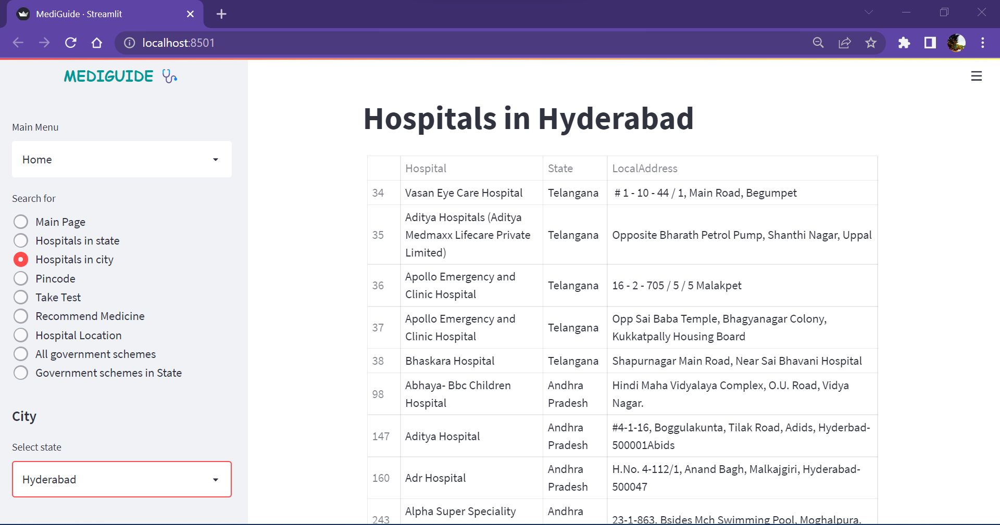 MediGuide · Streamlit
localhost:8501
MEDIGUIDE
Main Menu
Home
Search for
Main Page
Hospitals in state
Hospitals in city
Pincode
Take Test
Recommend Medicine
Hospital Location
All government schemes
Government schemes in State
City
Select state
Hyderabad
Hospitals in Hyderabad
Hospital State LocalAddress
34 Vasan Eye Care Hospital Telangana # 1 - 10 - 44 / 1, Main Road, Begumpet
Aditya Hospitals (Aditya
35 Medmaxx Lifecare Private Telangana Opposite Bharath Petrol Pump, Shanthi Nagar, Uppal
Limited)
Apollo Emergency and
36 Clinic Hospital Telangana 16 - 2 - 705 / 5 / 5 Malakpet
Apollo Emergency and Opp Sai Baba Temple, Bhagyanagar Colony,
37 Clinic Hospital Telangana Kukkatpally Housing Board
38 Bhaskara Hospital Telangana Shapurnagar Main Road, Near Sai Bhavani Hospital
Abhaya- Bbc Children Andhra Hindi Maha Vidyalaya Complex, O.U. Road, Vidya
98 Hospital Pradesh Nagar.
Andhra #4-1-16, Boggulakunta, Tilak Road, Adids, Hyderbad-
147 Aditya Hospital Pradesh 500001Abids
Andhra H.No. 4-112/1, Anand Bagh, Malkajgiri, Hyderabad-
160 Adr Hospital Pradesh 500047
Alpha Super Speciality Andhra
243 23-1-863, Bsides Mch Swimming Pool, Moghalpura,